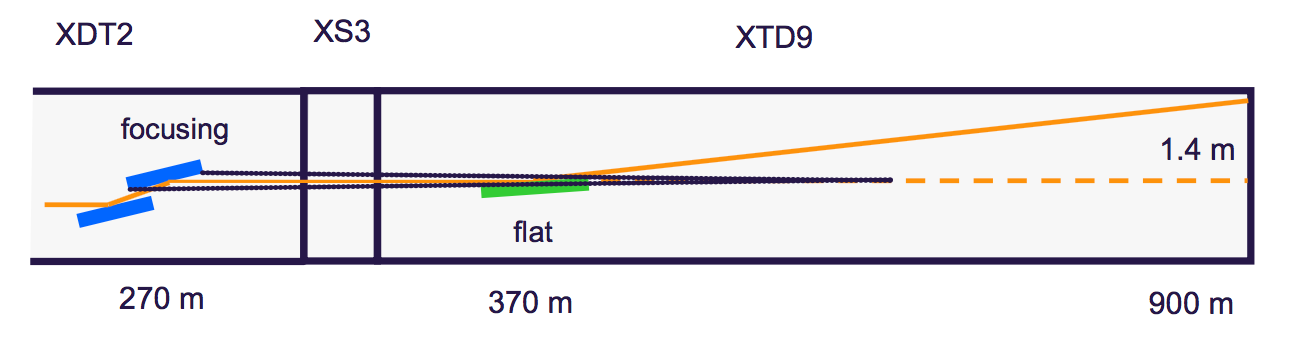 XDT2
XS3
XTD9
focusing
1.4 m
flat
270 m
370 m
900 m